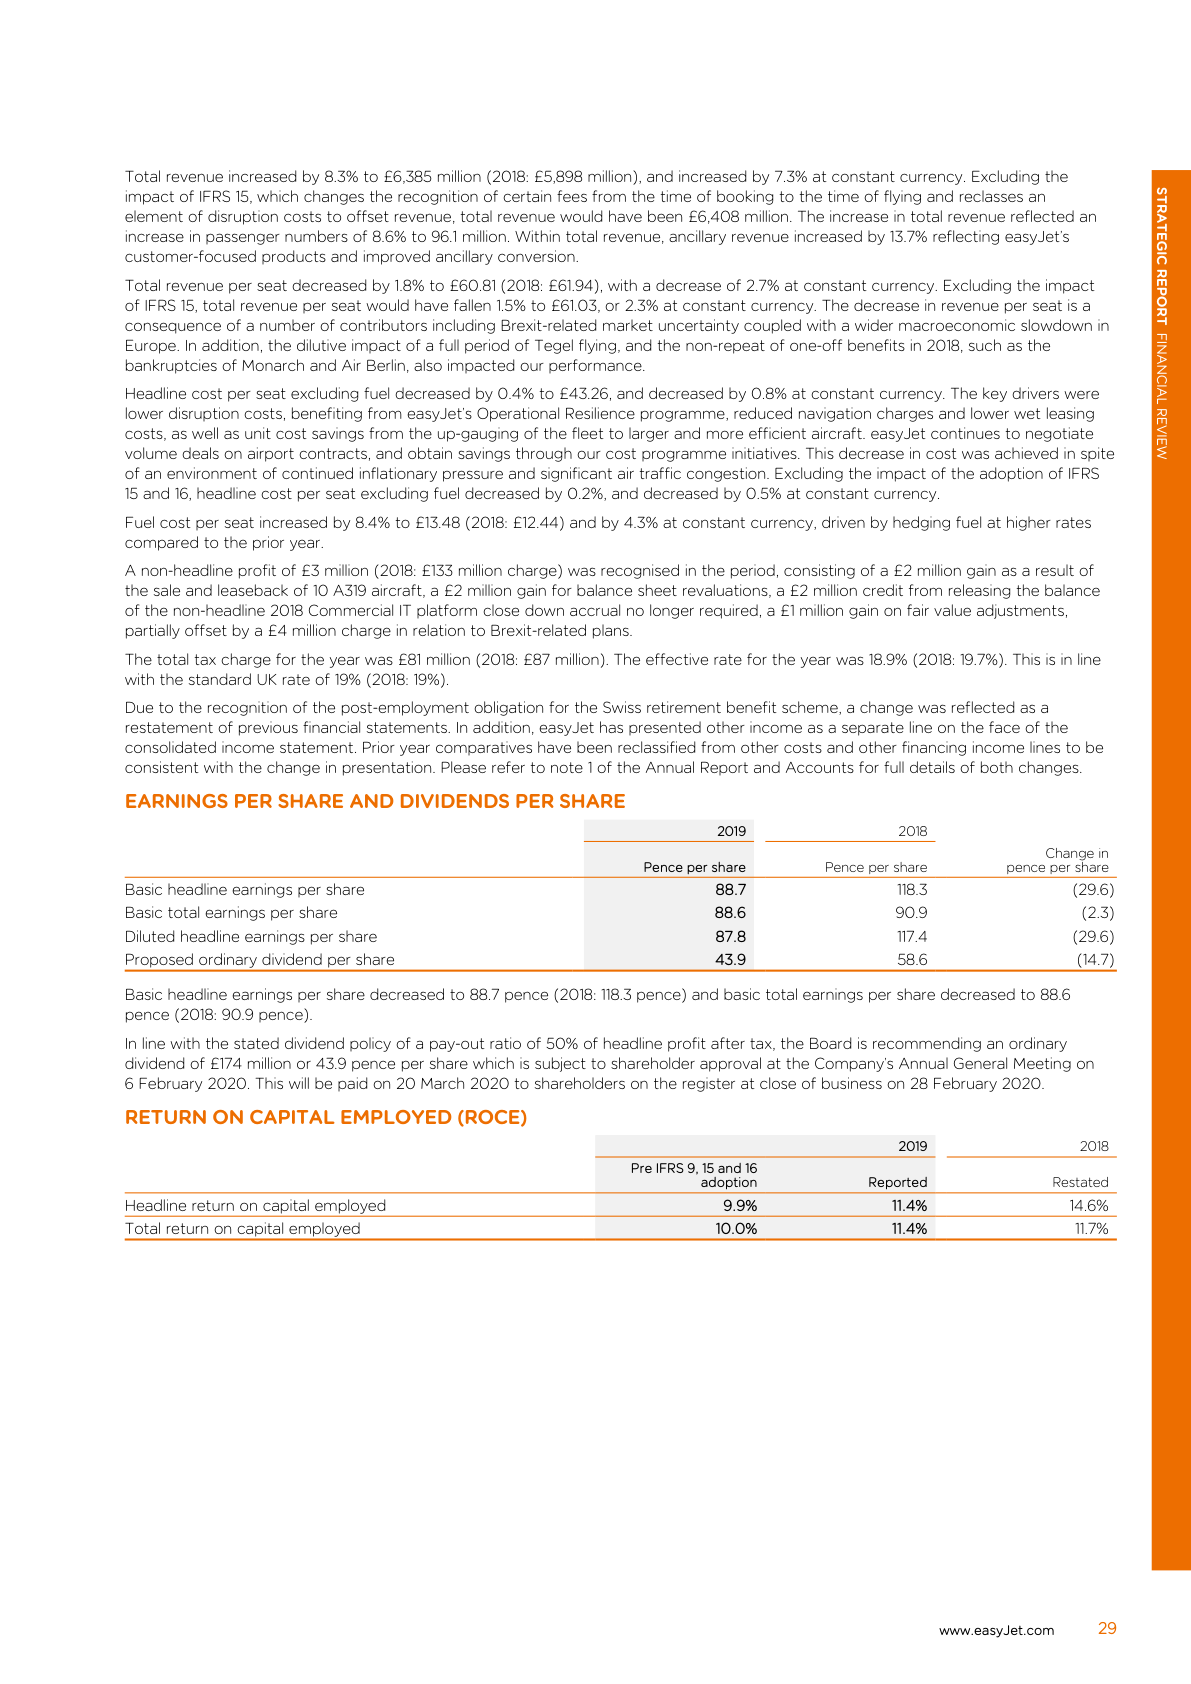 Total revenue increased by 8.3% to £6,385 million (2018: £5,898 million), and increased by 7.3% at constant currency. Excluding the
impact of IFRS 15, which changes the recognition of certain fees from the time of booking to the time of flying and reclasses an
element of disruption costs to offset revenue, total revenue would have been £6,408 million. The increase in total revenue reflected an
increase in passenger numbers of 8.6% to 96.1 million. Within total revenue, ancillary revenue increased by 13.7% reflecting easyJet's
customer-focused products and improved ancillary conversion.
Total revenue per seat decreased by 1.8% to £60.81 (2018: £61.94), with a decrease of 2.7% at constant currency. Excluding the impact
of IFRS 15, total revenue per seat would have fallen 1.5% to £61.03, or 2.3% at constant currency. The decrease in revenue per seat is a
consequence of a number of contributors including Brexit-related market uncertainty coupled with a wider macroeconomic slowdown in
Europe. In addition, the dilutive impact of a full period of Tegel flying, and the non-repeat of one-off benefits in 2018, such as the
bankruptcies of Monarch and Air Berlin, also impacted our performance.
Headline cost per seat excluding fuel decreased by 0.4% to £43.26, and decreased by 0.8% at constant currency. The key drivers were
lower disruption costs, benefiting from easyJet's Operational Resilience programme, reduced navigation charges and lower wet leasing
costs, as well as unit cost savings from the up-gauging of the fleet to larger and more efficient aircraft. easyJet continues to negotiate
volume deals on airport contracts, and obtain savings through our cost programme initiatives. This decrease in cost was achieved in spite
of an environment of continued inflationary pressure and significant air traffic congestion. Excluding the impact of the adoption of IFRS
15 and 16, headline cost per seat excluding fuel decreased by 0.2%, and decreased by 0.5% at constant currency.
Fuel cost per seat increased by 8.4% to £13.48 (2018: £12.44) and by 4.3% at constant currency, driven by hedging fuel at higher rates
compared to the prior year.
A non-headline profit of £3 million (2018: £133 million charge) was recognised in the period, consisting of a £2 million gain as a result of
the sale and leaseback of 10 A319 aircraft, a £2 million gain for balance sheet revaluations, a £2 million credit from releasing the balance
of the non-headline 2018 Commercial IT platform close down accrual no longer required, a £1 million gain on fair value adjustments,
partially offset by a £4 million charge in relation to Brexit-related plans.
The total tax charge for the year was £81 million (2018: £87 million). The effective rate for the year was 18.9% (2018: 19.7%). This is in line
with the standard UK rate of 19% (2018: 19%).
Due to the recognition of the post-employment obligation for the Swiss retirement benefit scheme, a change was reflected as a
restatement of previous financial statements. In addition, easyJet has presented other income as a separate line on the face of the
consolidated income statement. Prior year comparatives have been reclassified from other costs and other financing income lines to be
consistent with the change in presentation. Please refer to note 1 of the Annual Report and Accounts for full details of both changes.
EARNINGS PER SHARE AND DIVIDENDS PER SHARE
2019 2018
Change in
Pence per share Pence per share pence per share
Basic headline earnings per share 88.7 118.3 (29.6)
Basic total earnings per share 88.6 90.9 (2.3)
Diluted headline earnings per share 87.8 117.4 (29.6)
Proposed ordinary dividend per share 43.9 58.6 (14.7)
Basic headline earnings per share decreased to 88.7 pence (2018: 118.3 pence) and basic total earnings per share decreased to 88.6
pence (2018: 90.9 pence).
In line with the stated dividend policy of a pay-out ratio of 50% of headline profit after tax, the Board is recommending an ordinary
dividend of £174 million or 43.9 pence per share which is subject to shareholder approval at the Company's Annual General Meeting on
6 February 2020. This will be paid on 20 March 2020 to shareholders on the register at close of business on 28 February 2020.
RETURN ON CAPITAL EMPLOYED (ROCE)
2019 2018
Pre IFRS 9, 15 and 16
adoption Reported Restated
Headline return on capital employed 9.9% 11.4% 14.6%
Total return on capital employed 10.0% 11.4% 11.7%
STRATEGIC REPORT FINANCIAL REVIEW
www.easyJet.com 29